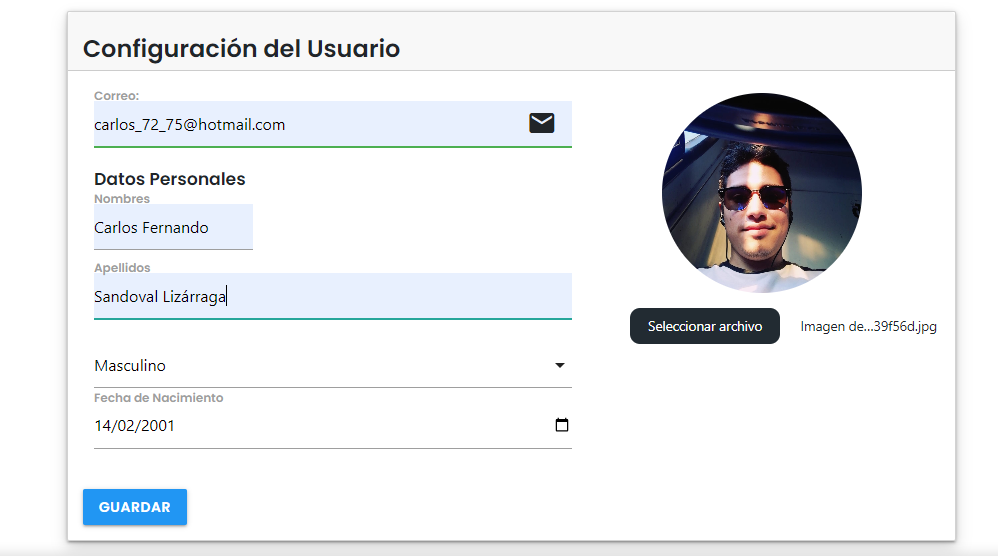 Configuración del Usuario
Correo:
carlos_72_75@hotmail.com
Datos Personales
Nombres
Carlos Fernando
Apellidos
Sandoval Lizárraga
Masculino
Fecha de Nacimiento
14/02/2001
Seleccionar archivo
Imagen de...39f56d.jpg
GUARDAR